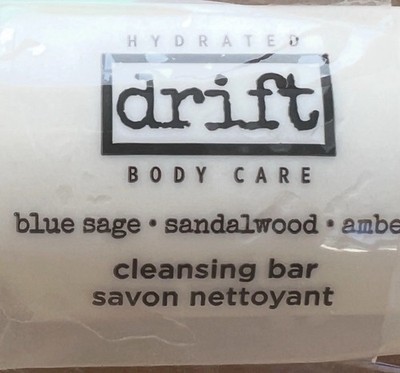 HYDRATED
drift
BODY CARE
blue sage • sandalwood • ambe
cleansing bar
savon nettoyant